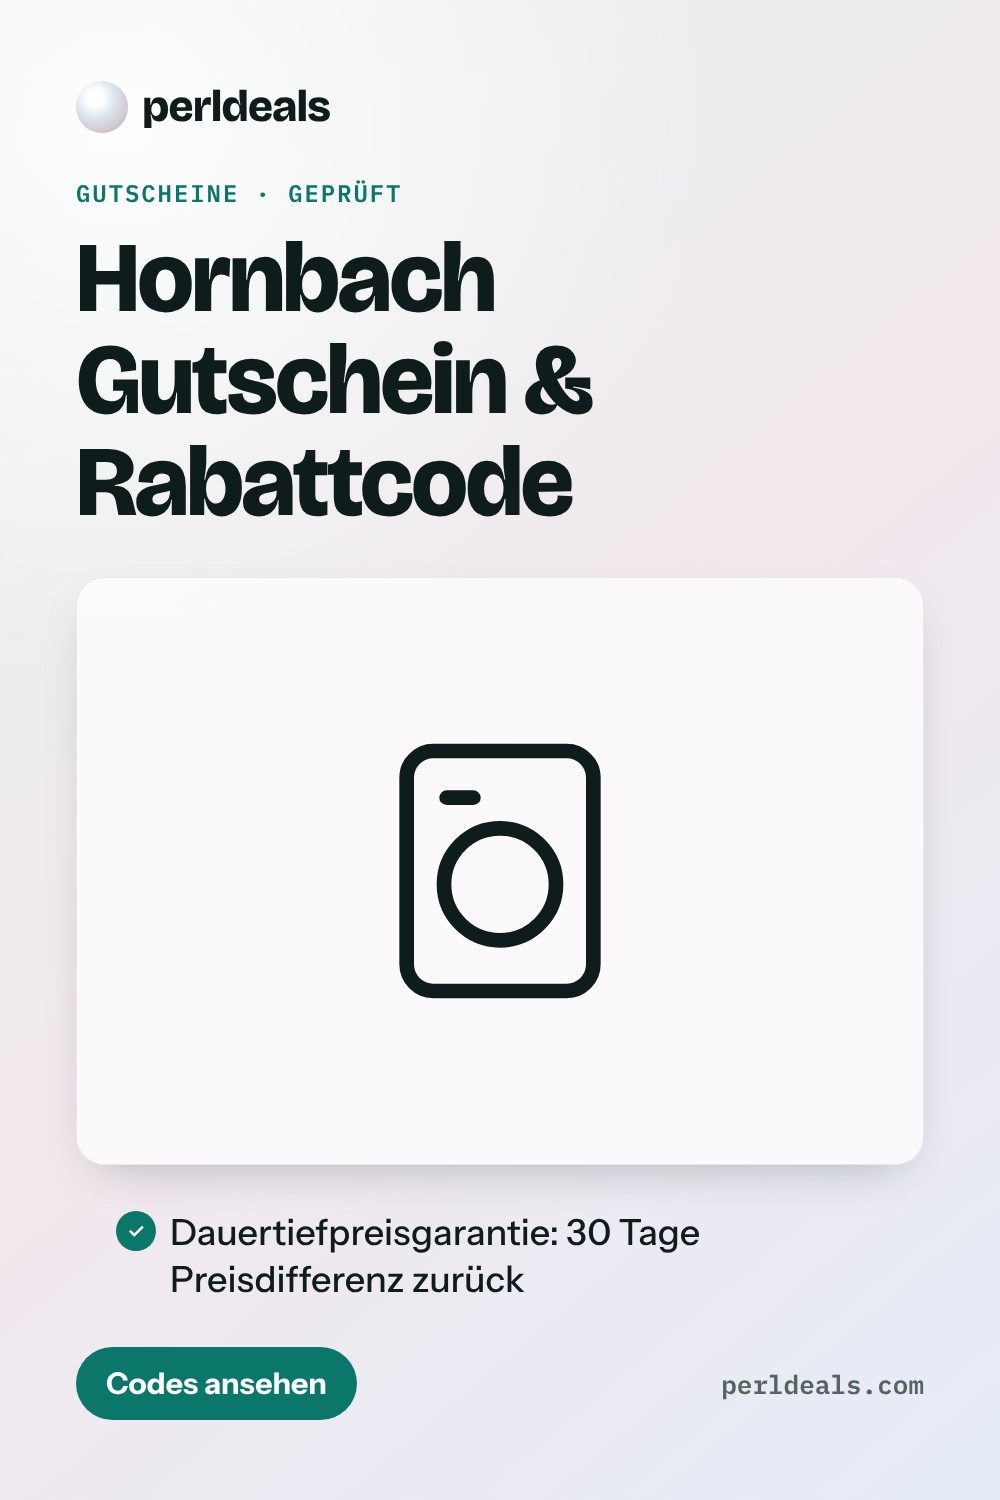 perldeals
GUTSCHEINE · GEPRÜFT
Hornbach
Gutschein &
Rabattcode
Dauertiefpreisgarantie: 30 Tage
Preisdifferenz zurück
Codes ansehen
perldeals.com